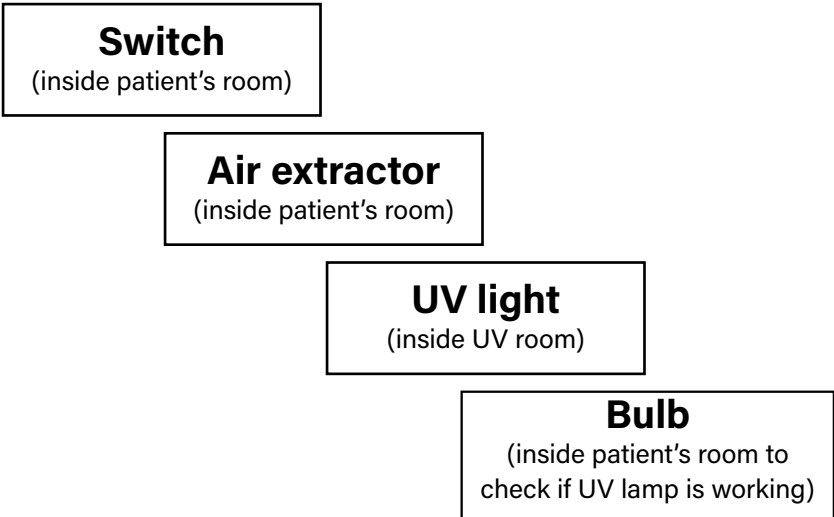 Switch
(inside patient's room)
Air extractor
(inside patient's room)
UV light
(inside UV room)
Bulb
(inside patient's room to
check if UV lamp is working)